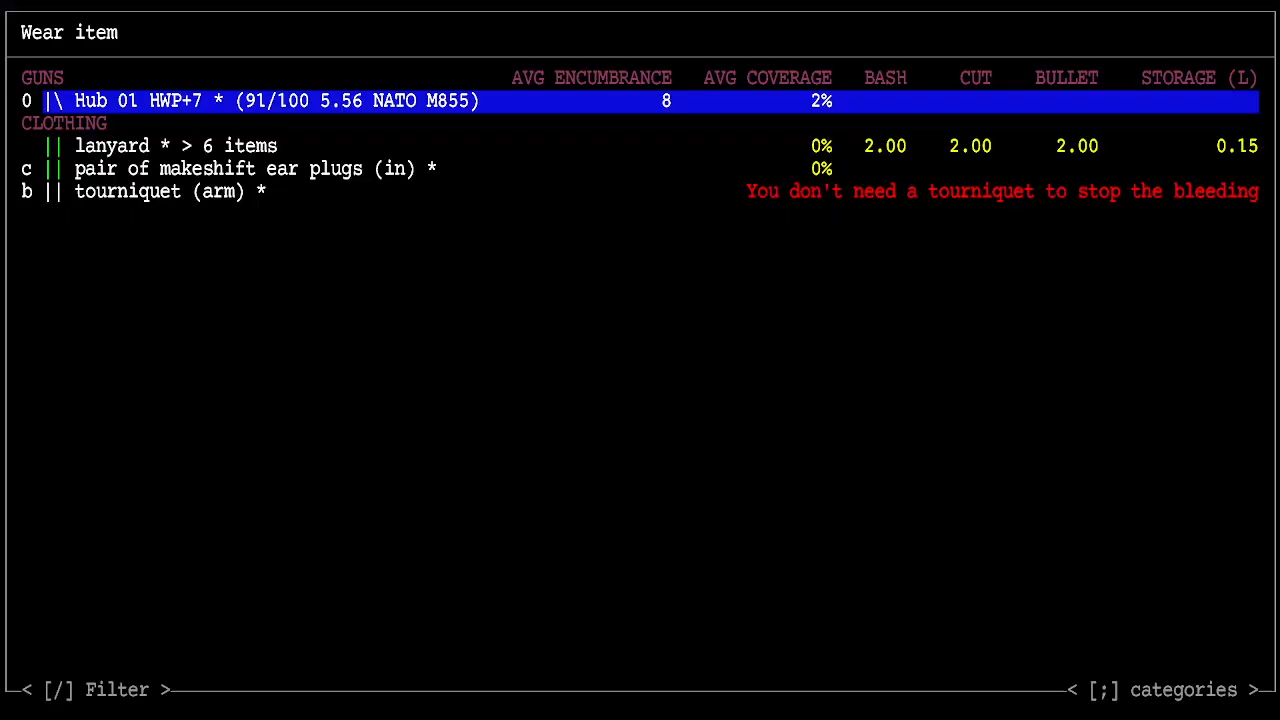 Wear item
GUNS AVG ENCUMBRANCE AVG COVERAGE BASH CUT BULLET STORAGE (L)
0 |\ Hub 01 HWP+7 * (91/100 5.56 NATO M855) 8 2%
CLOTHING
|| lanyard * > 6 items 0% 2.00 2.00 2.00 0.15
c || pair of makeshift ear plugs (in) * 0%
b || tourniquet (arm) * You don't need a tourniquet to stop the bleeding
< [/] Filter > < [;] categories >